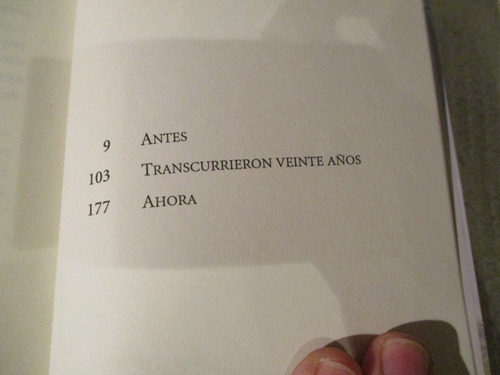 9 ANTES
103 TRANSCURRIERON VEINTE AÑOS
177 AHORA